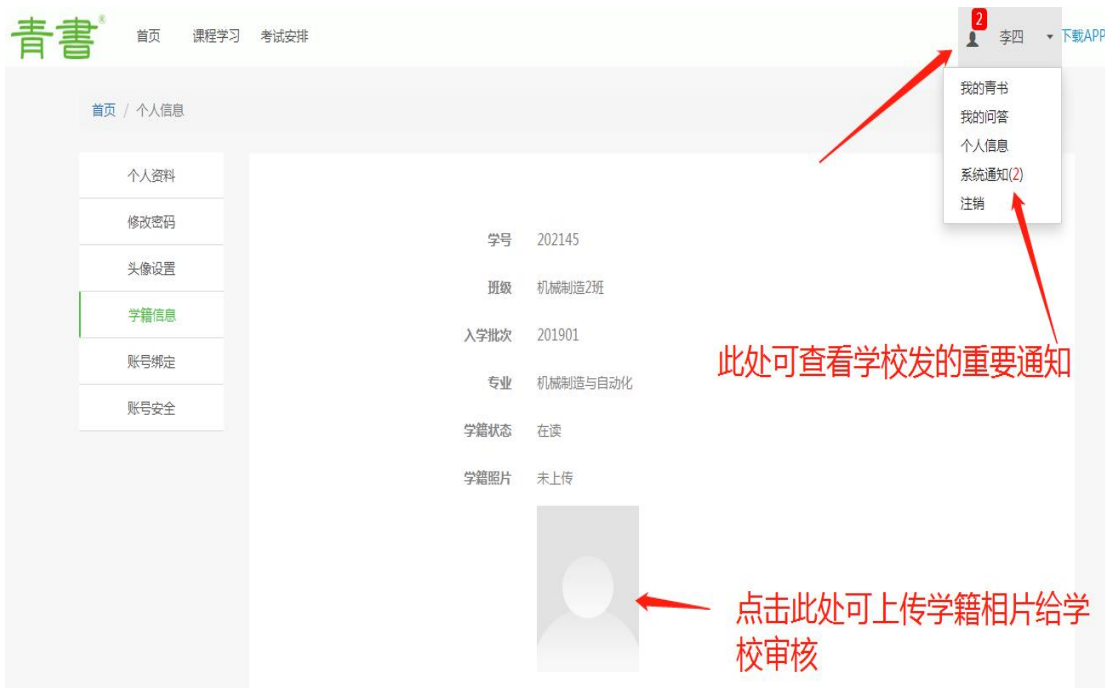 青書®
首页 课程学习 考试安排
2
李四 下载APP
我的青书
我的问答
个人信息
系统通知(2)
注销
首页 / 个人信息
个人资料
修改密码
头像设置
学籍信息
账号绑定
账号安全
学号 202145
班级 机械制造2班
入学批次 201901
专业 机械制造与自动化
学籍状态 在读
学籍照片 未上传
此处可查看学校发的重要通知
点击此处可上传学籍相片给学
校审核